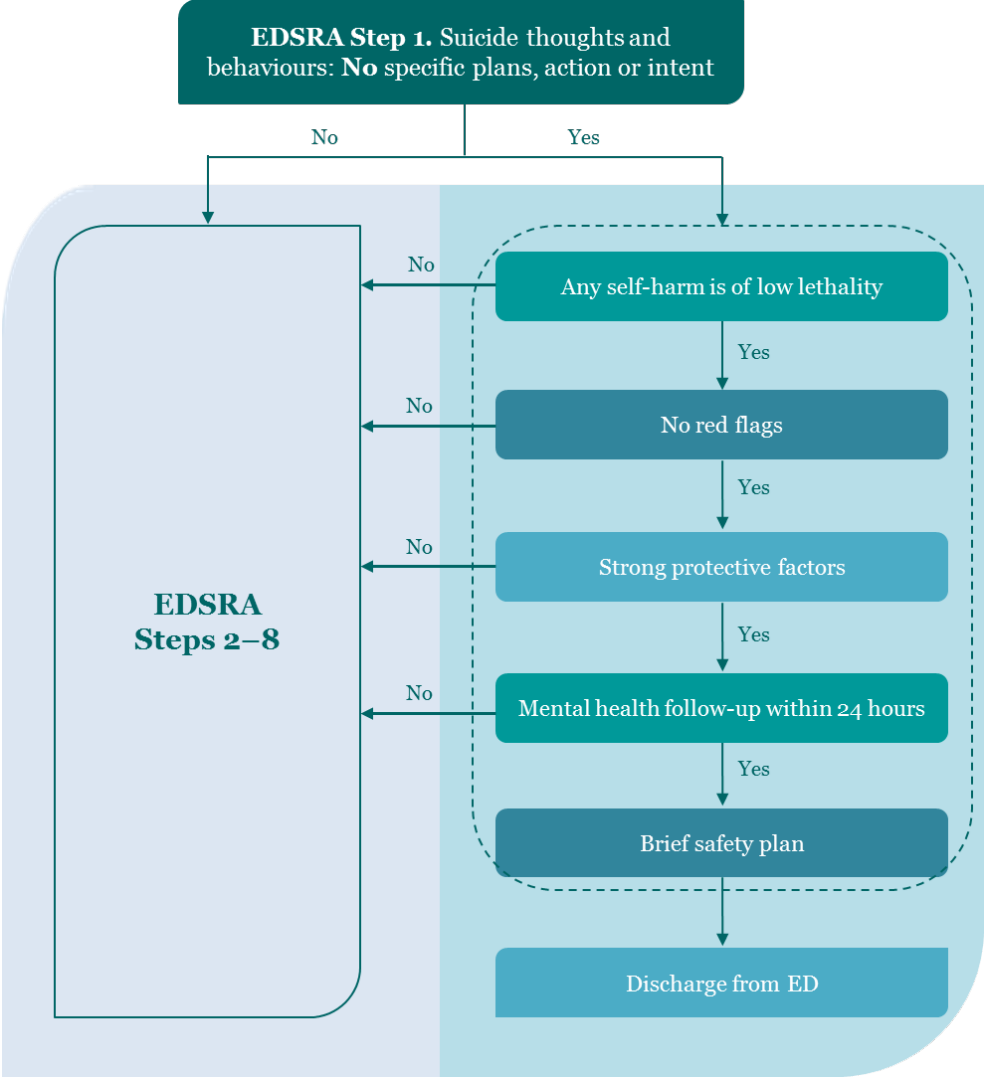 EDSRA Step 1. Suicide thoughts and
behaviours: No specific plans, action or intent
No
Yes
No
Any self-harm is of low lethality
Yes
No
No red flags
Yes
No
Strong protective factors
EDSRA
Steps 2–8
Yes
No
Mental health follow-up within 24 hours
Yes
Brief safety plan
Discharge from ED